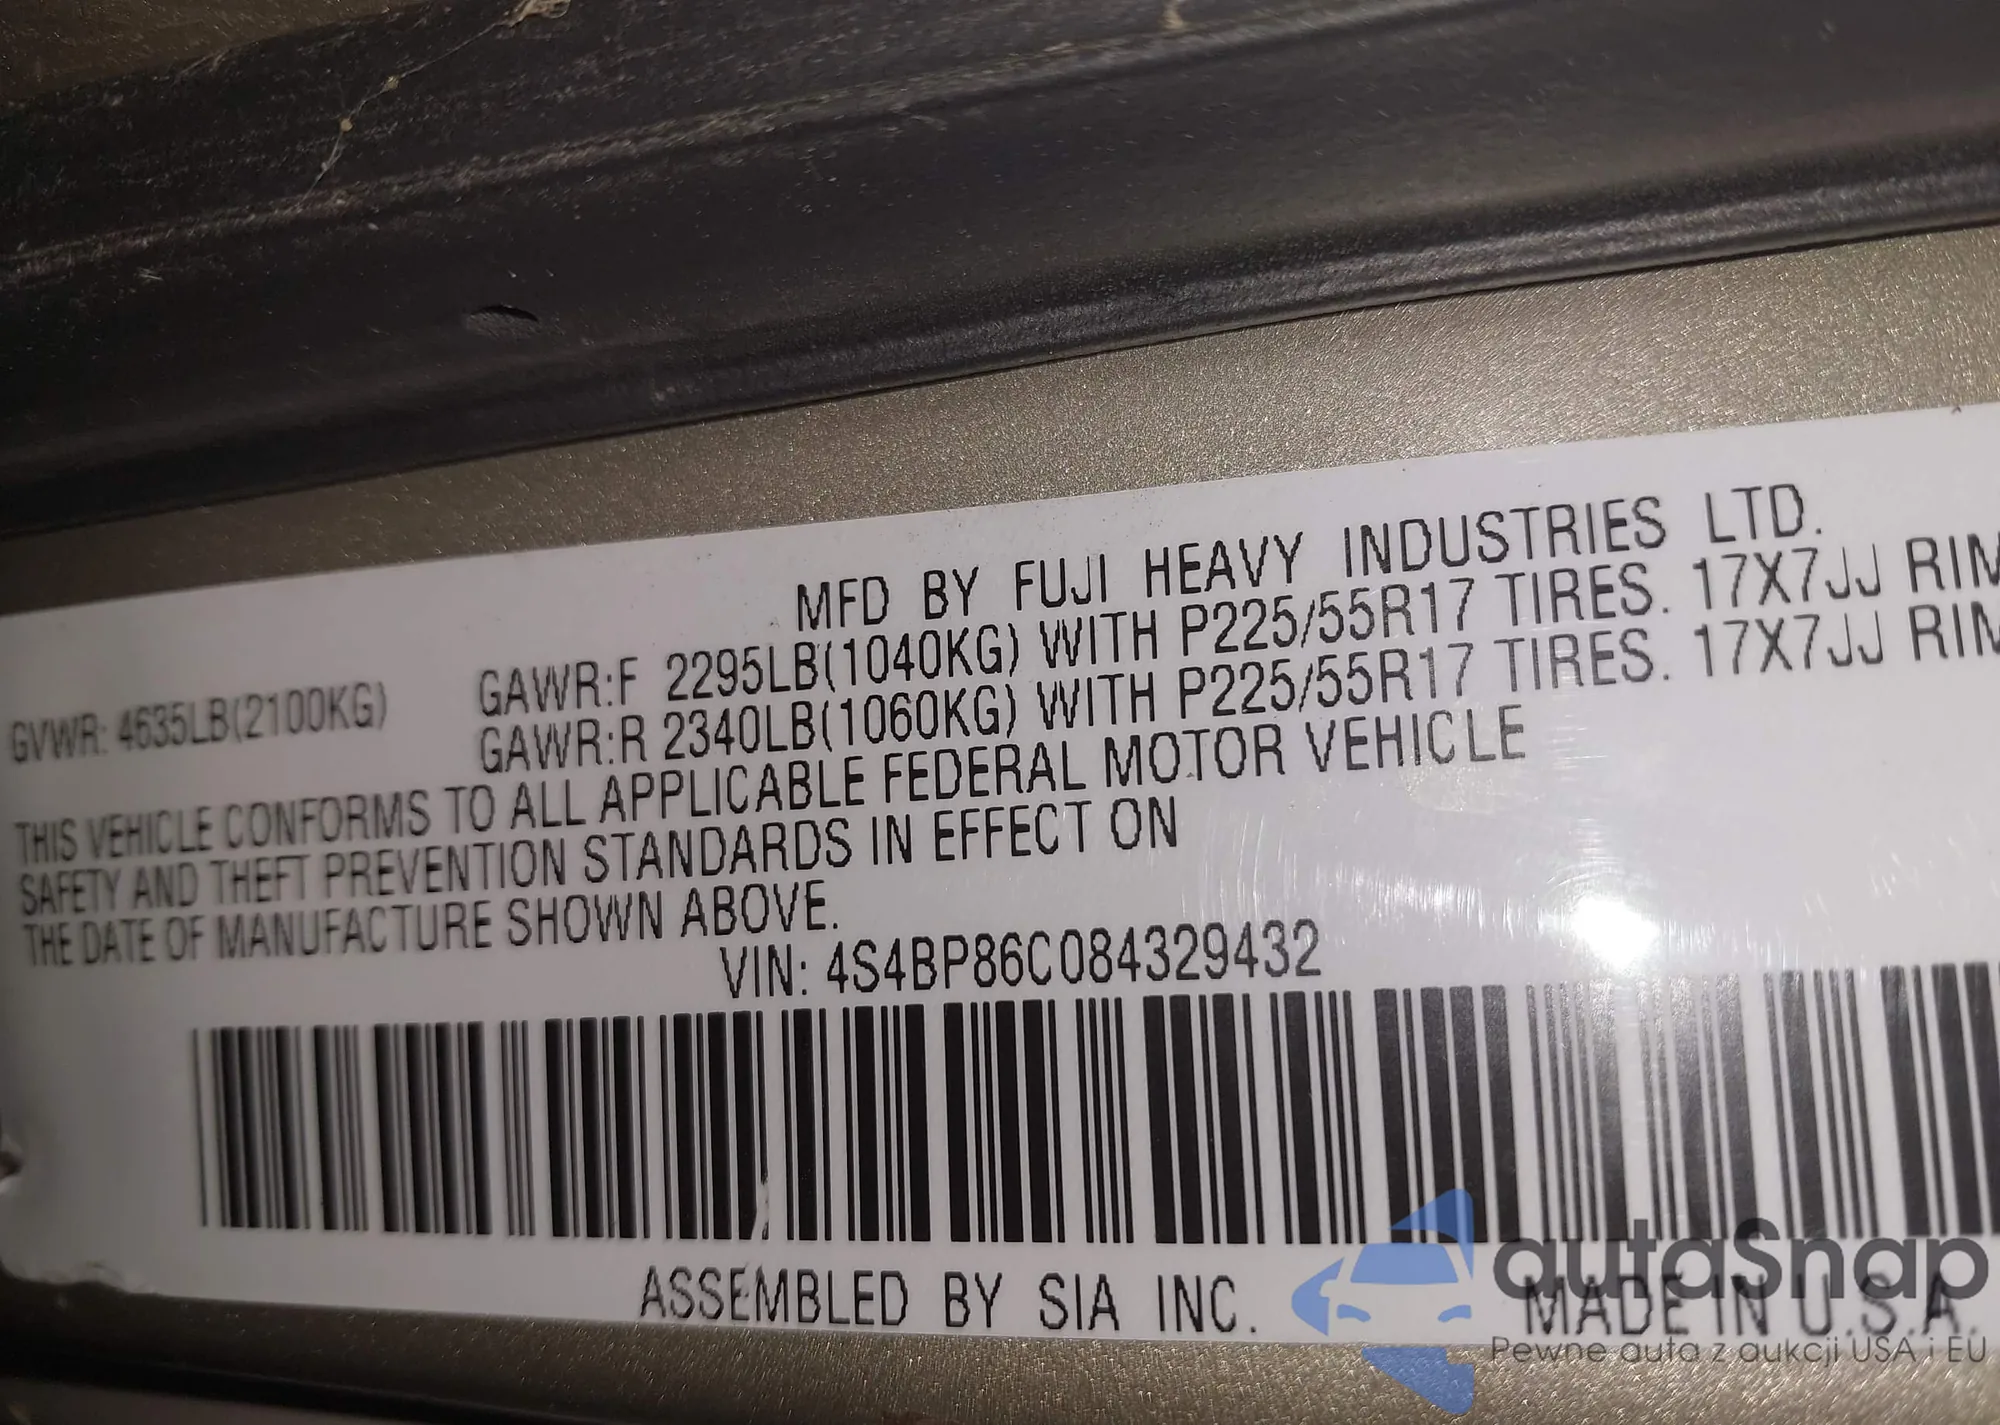 MFD BY FUJI HEAVY INDUSTRIES LTD.
GVWR: 4635LB(2100KG) GAWR:F 2295LB(1040KG) WITH P225/55R17 TIRES. 17X7JJ RIM
GAWR:R 2340LB(1060KG) WITH P225/55R17 TIRES. 17X7JJ RIM
THIS VEHICLE CONFORMS TO ALL APPLICABLE FEDERAL MOTOR VEHICLE
SAFETY AND THEFT PREVENTION STANDARDS IN EFFECT ON
THE DATE OF MANUFACTURE SHOWN ABOVE.
VIN: 4S4BP86C084329432
ASSEMBLED BY SIA INC. MADE IN U.S.A.
autaSnap
Pewne auta z aukcji USA i EU